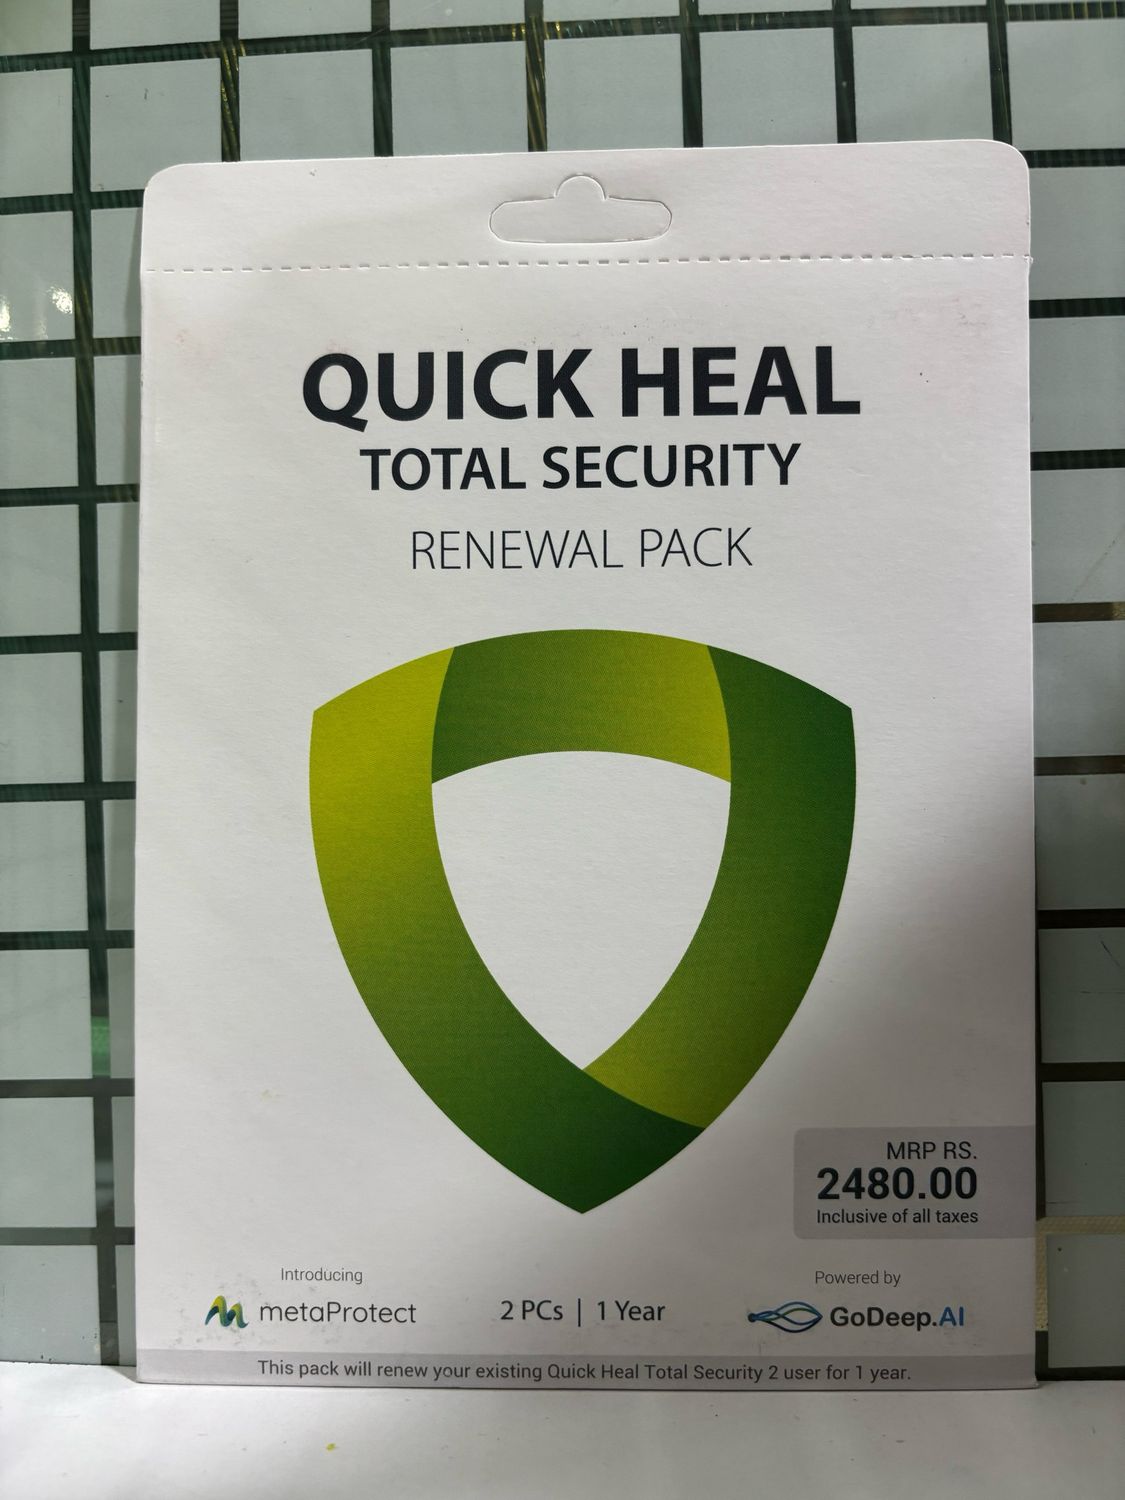 QUICK HEAL
TOTAL SECURITY
RENEWAL PACK
MRP RS.
2480.00
Inclusive of all taxes
Introducing
metaProtect
2 PCs | 1 Year
Powered by
GoDeep.AI
This pack will renew your existing Quick Heal Total Security 2 user for 1 year.